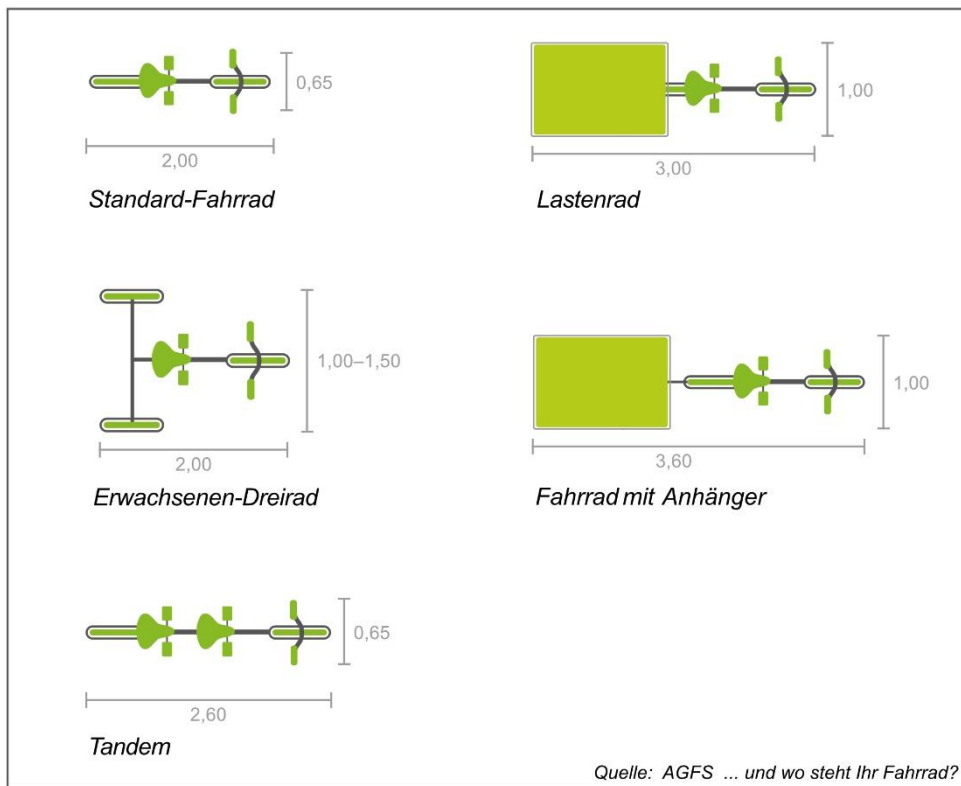 0,65
2,00
Standard-Fahrrad
1,00
3,00
Lastenrad
1,00–1,50
2,00
Erwachsenen-Dreirad
1,00
3,60
Fahrrad mit Anhänger
0,65
2,60
Tandem
Quelle: AGFS ... und wo steht Ihr Fahrrad?